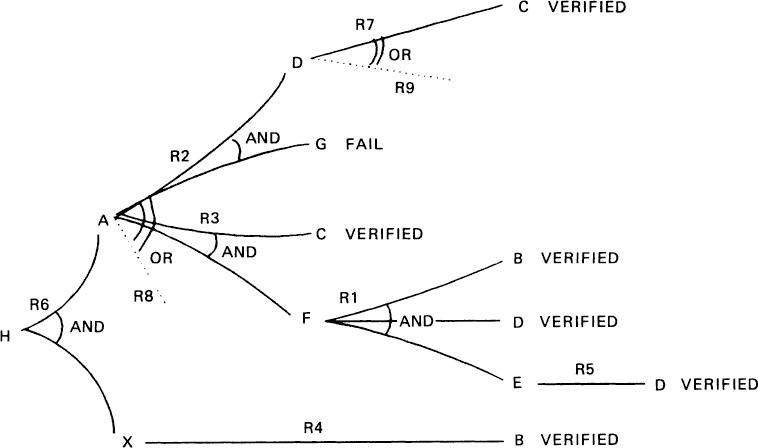 R7 C VERIFIED
D OR
R9
R2 AND G FAIL
A R3 C VERIFIED
OR AND
R8
B VERIFIED
R6 F R1 AND D VERIFIED
H AND
E R5 D VERIFIED
X R4 B VERIFIED